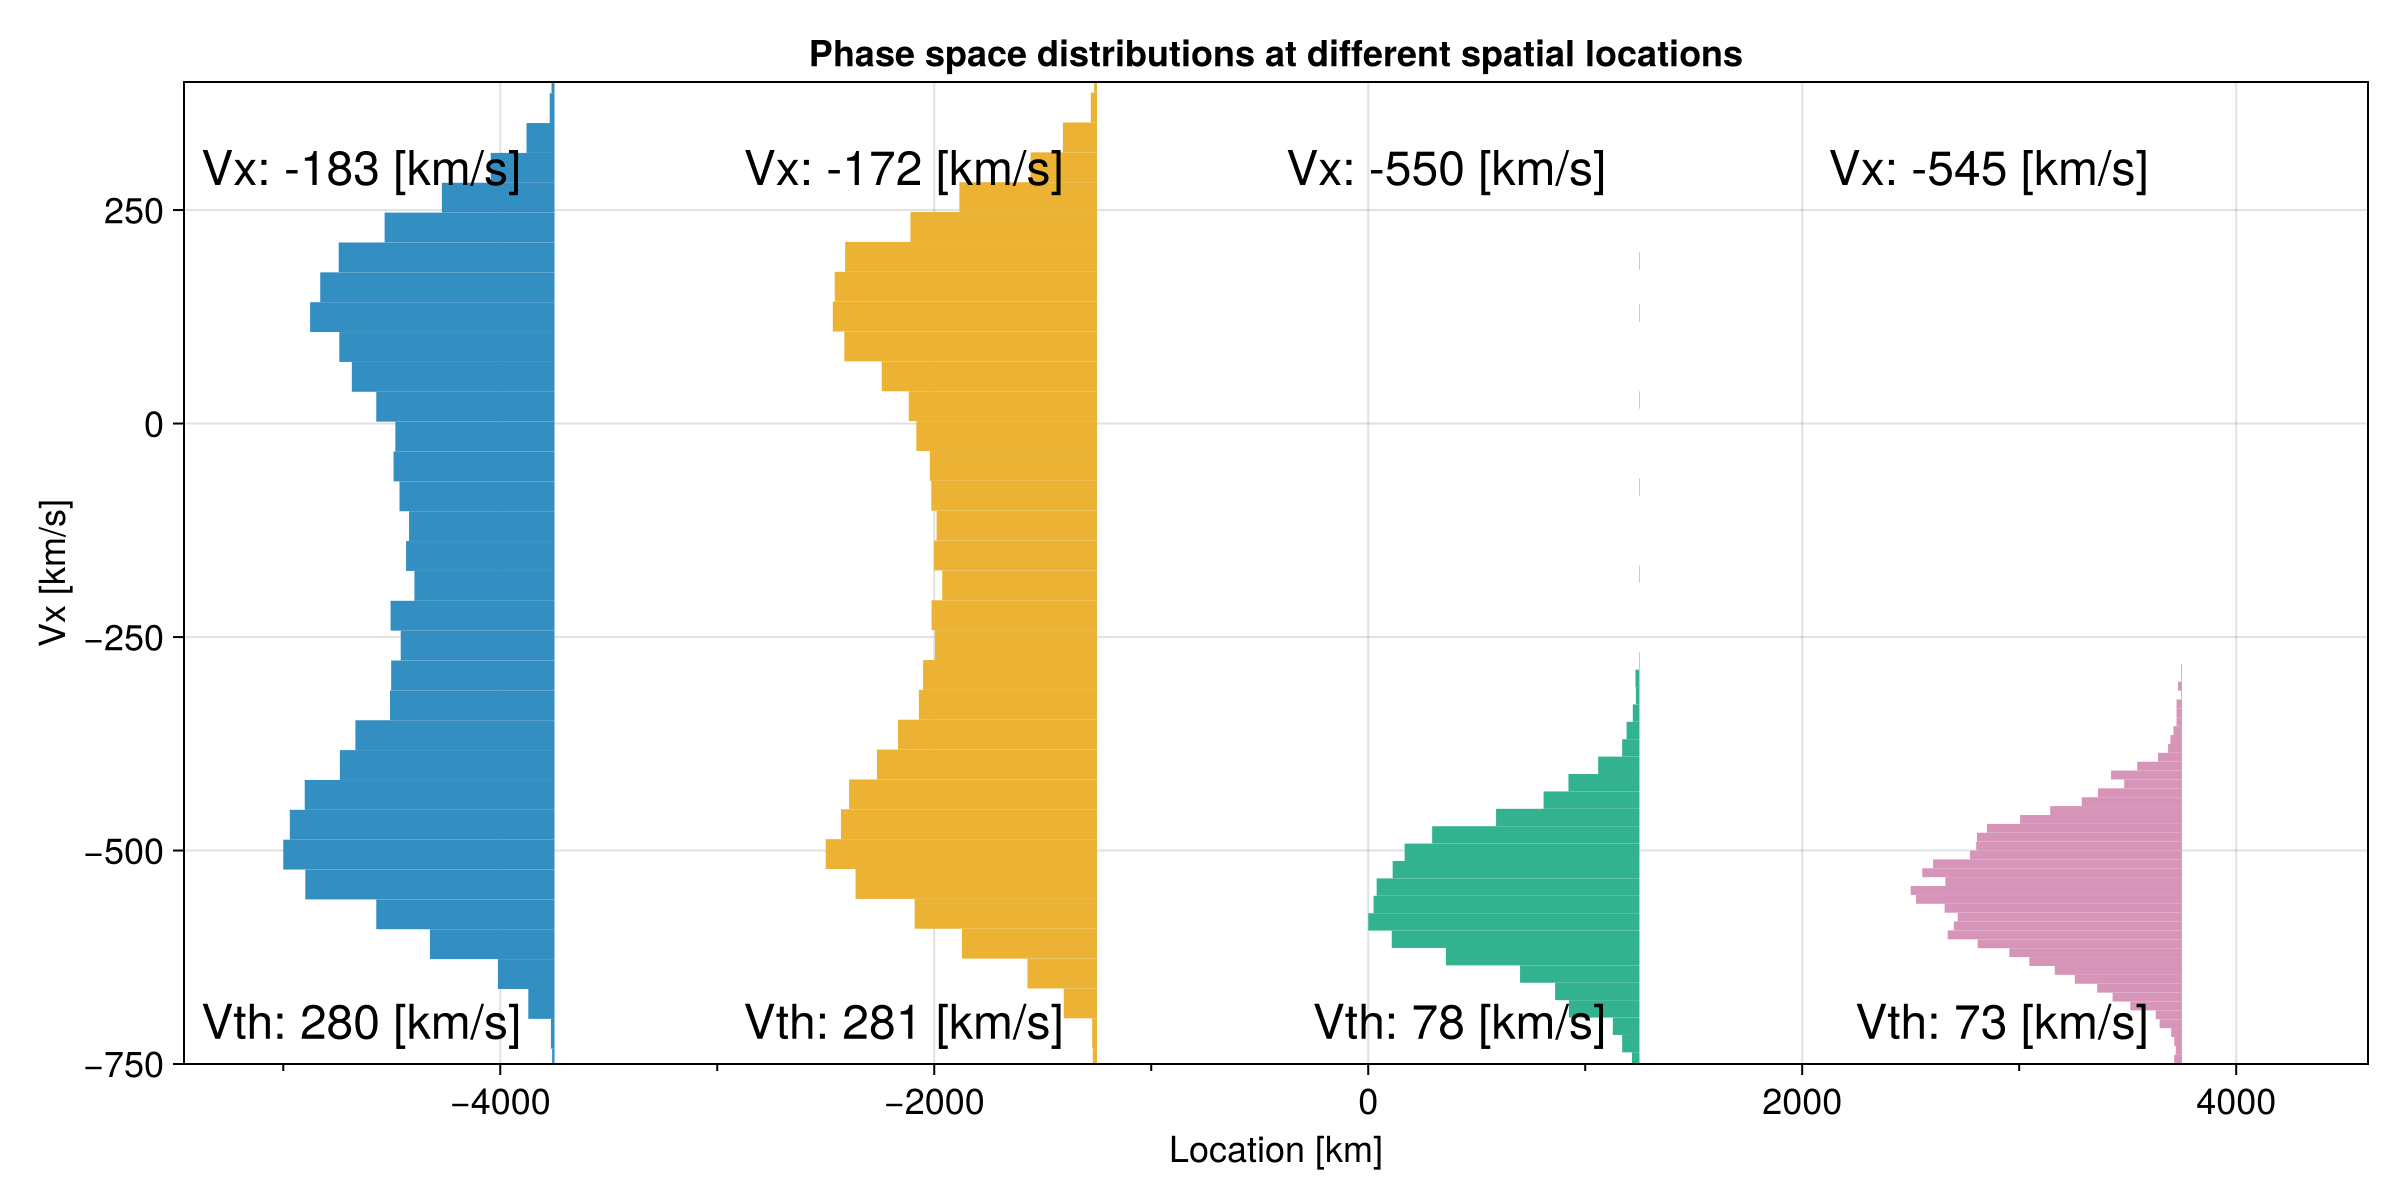 Phase space distributions at different spatial locations
Vx: -183 [km/s]
Vx: -172 [km/s]
Vx: -550 [km/s]
Vx: -545 [km/s]
250
0
−250
−500
−750
Vx [km/s]
Vth: 280 [km/s]
Vth: 281 [km/s]
Vth: 78 [km/s]
Vth: 73 [km/s]
−4000
−2000
0
2000
4000
Location [km]